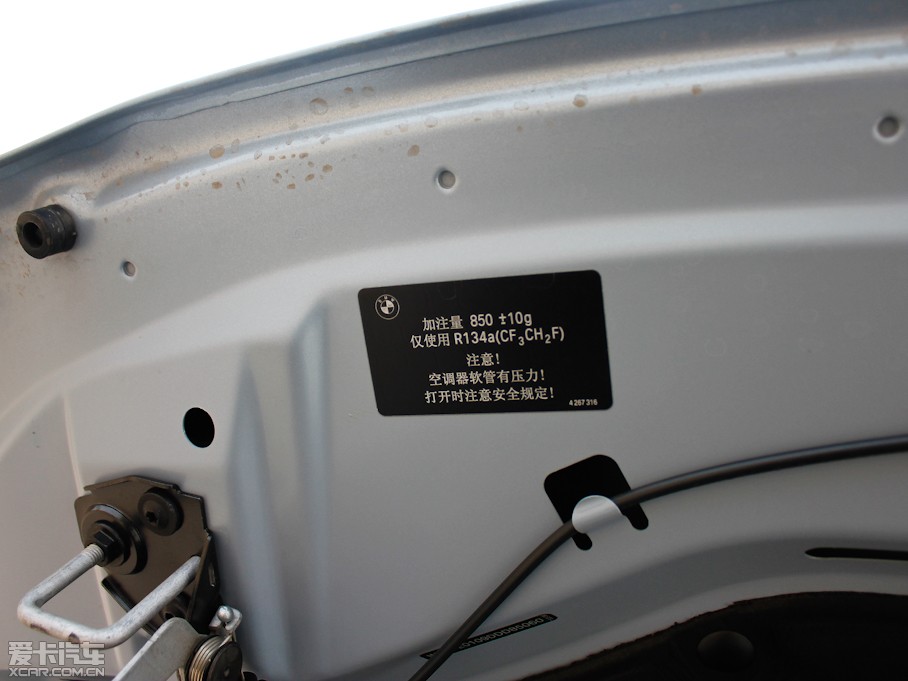 加注量 850 ±10g
仅使用 R134a(CF₃CH₂F)
注意！
空调器软管有压力！
打开时注意安全规定！
4 267 316
爱卡汽车
XCAR.COM.CN